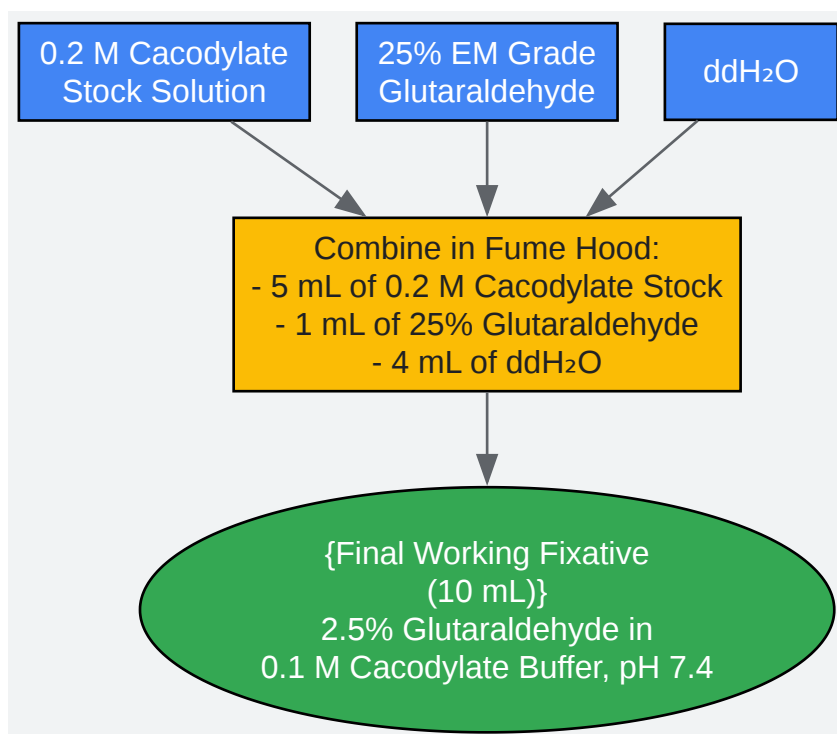 0.2 M Cacodylate
Stock Solution
25% EM Grade
Glutaraldehyde
ddH₂O
Combine in Fume Hood:
- 5 mL of 0.2 M Cacodylate Stock
- 1 mL of 25% Glutaraldehyde
- 4 mL of ddH₂O
{Final Working Fixative
(10 mL)}
2.5% Glutaraldehyde in
0.1 M Cacodylate Buffer, pH 7.4